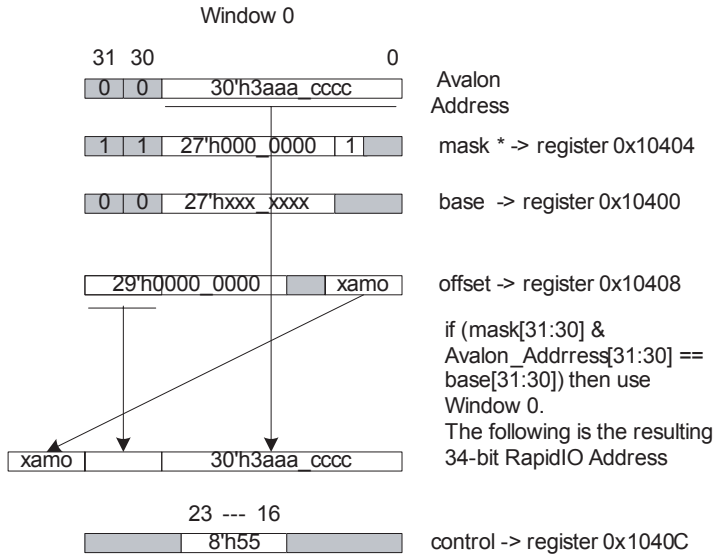 Window 0
31 30 0
0 0 30'h3aaa_cccc Avalon
Address
1 1 27'h000_0000 1 mask * -> register 0x10404
0 0 27'hxxx_xxxx base -> register 0x10400
29'h0000_0000 xamo offset -> register 0x10408
if (mask[31:30] &
Avalon_Addrress[31:30] ==
base[31:30]) then use
Window 0.
The following is the resulting
xamo 30'h3aaa_cccc 34-bit RapidIO Address
23 --- 16
8'h55 control -> register 0x1040C